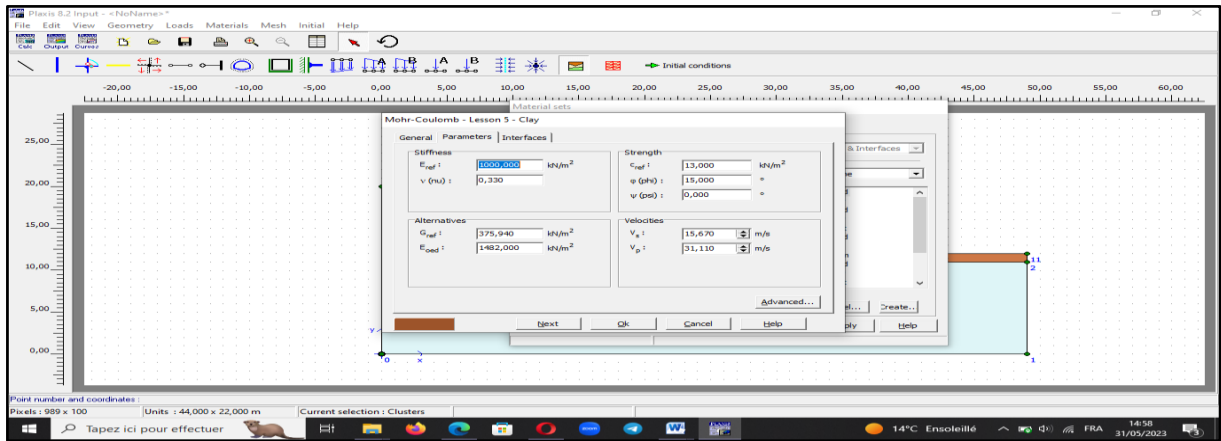 Plaxis 8.2 Input - <NoName>*
File Edit View Geometry Loads Materials Mesh Initial Help
Calc Output Curves
A B A B Initial conditions
-20,00 -15,00 -10,00 -5,00 0,00 5,00 10,00 15,00 20,00 25,00 30,00 35,00 40,00 45,00 50,00 55,00 60,00
Material sets
Mohr-Coulomb - Lesson 5 - Clay
General Parameters Interfaces
& Interfaces
Stiffness
E ref : 1000,000 kN/m²
ν (nu) : 0,330
Strength
c ref : 13,000 kN/m²
φ (phi) : 15,000 °
ψ (psi) : 0,000 °
Alternatives
G ref : 375,940 kN/m²
E oed : 1482,000 kN/m²
Velocities
V s : 15,670 m/s
V p : 31,110 m/s
Advanced...
Next Ok Cancel Help
Help
25,00
20,00
15,00
10,00
5,00
0,00
y
0 x
11
2
1
Point number and coordinates :
Pixels : 989 x 100 Units : 44,000 x 22,000 m Current selection : Clusters
Tapez ici pour effectuer
W
14°C Ensoleillé FRA 14:58
31/05/2023